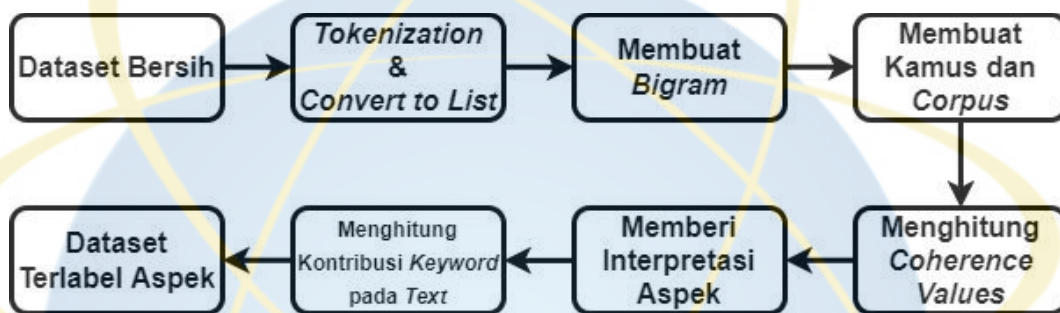 Dataset Bersih
Tokenization
&
Convert to List
Membuat
Bigram
Membuat
Kamus dan
Corpus
Menghitung
Coherence
Values
Memberi
Interpretasi
Aspek
Menghitung
Kontribusi Keyword
pada Text
Dataset
Terlabel Aspek